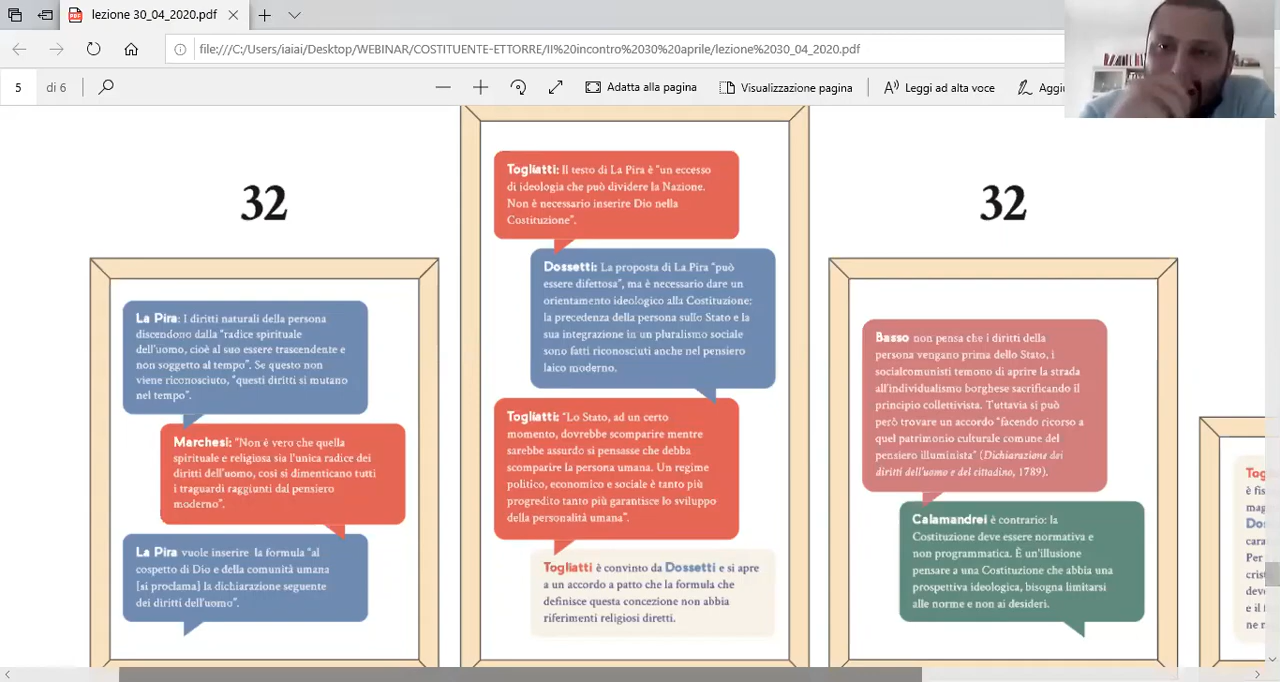 lezione 30_04_2020.pdf
file:///C:/Users/iaiai/Desktop/WEBINAR/COSTITUENTE-ETTORRE/II%20incontro%2030%20aprile/lezione%2030_04_2020.pdf
5 di 6
Adatta alla pagina
Visualizzazione pagina
Leggi ad alta voce
32
La Pira: I diritti naturali della persona
discendono dalla "radice spirituale
dell'uomo, cioè al suo essere trascendente e
non soggetto al tempo". Se questo non
viene riconosciuto, "questi diritti si mutano
nel tempo".
Marchesi: "Non è vero che quella
spirituale e religiosa sia l'unica radice dei
diritti dell'uomo, così si dimenticano tutti
i traguardi raggiunti dal pensiero
moderno".
La Pira vuole inserire la formula "al
cospetto di Dio e della comunità umana
[si proclama] la dichiarazione seguente
dei diritti dell'uomo".
Togliatti: Il testo di La Pira è "un eccesso
di ideologia che può dividere la Nazione.
Non è necessario inserire Dio nella
Costituzione".
Dossetti: La proposta di La Pira "può
essere difettosa", ma è necessario dare un
orientamento ideologico alla Costituzione:
la precedenza della persona sullo Stato e la
sua integrazione in un pluralismo sociale
sono fatti riconosciuti anche nel pensiero
laico moderno.
Togliatti: "Lo Stato, ad un certo
momento, dovrebbe scomparire mentre
sarebbe assurdo si pensasse che debba
scomparire la persona umana. Un regime
politico, economico e sociale è tanto più
progredito tanto più garantisce lo sviluppo
della personalità umana".
Togliatti è convinto da Dossetti e si apre
a un accordo a patto che la formula che
definisce questa concezione non abbia
riferimenti religiosi diretti.
32
Basso non pensa che i diritti della
persona vengano prima dello Stato, i
socialcomunisti temono di aprire la strada
all'individualismo borghese sacrificando il
principio collettivista. Tuttavia si può
però trovare un accordo "facendo ricorso a
quel patrimonio culturale comune del
pensiero illuminista" (Dichiarazione dei
diritti dell'uomo e del cittadino, 1789).
Calamandrei è contrario: la
Costituzione deve essere normativa e
non programmatica. È un'illusione
pensare a una Costituzione che abbia una
prospettiva ideologica, bisogna limitarsi
alle norme e non ai desideri.